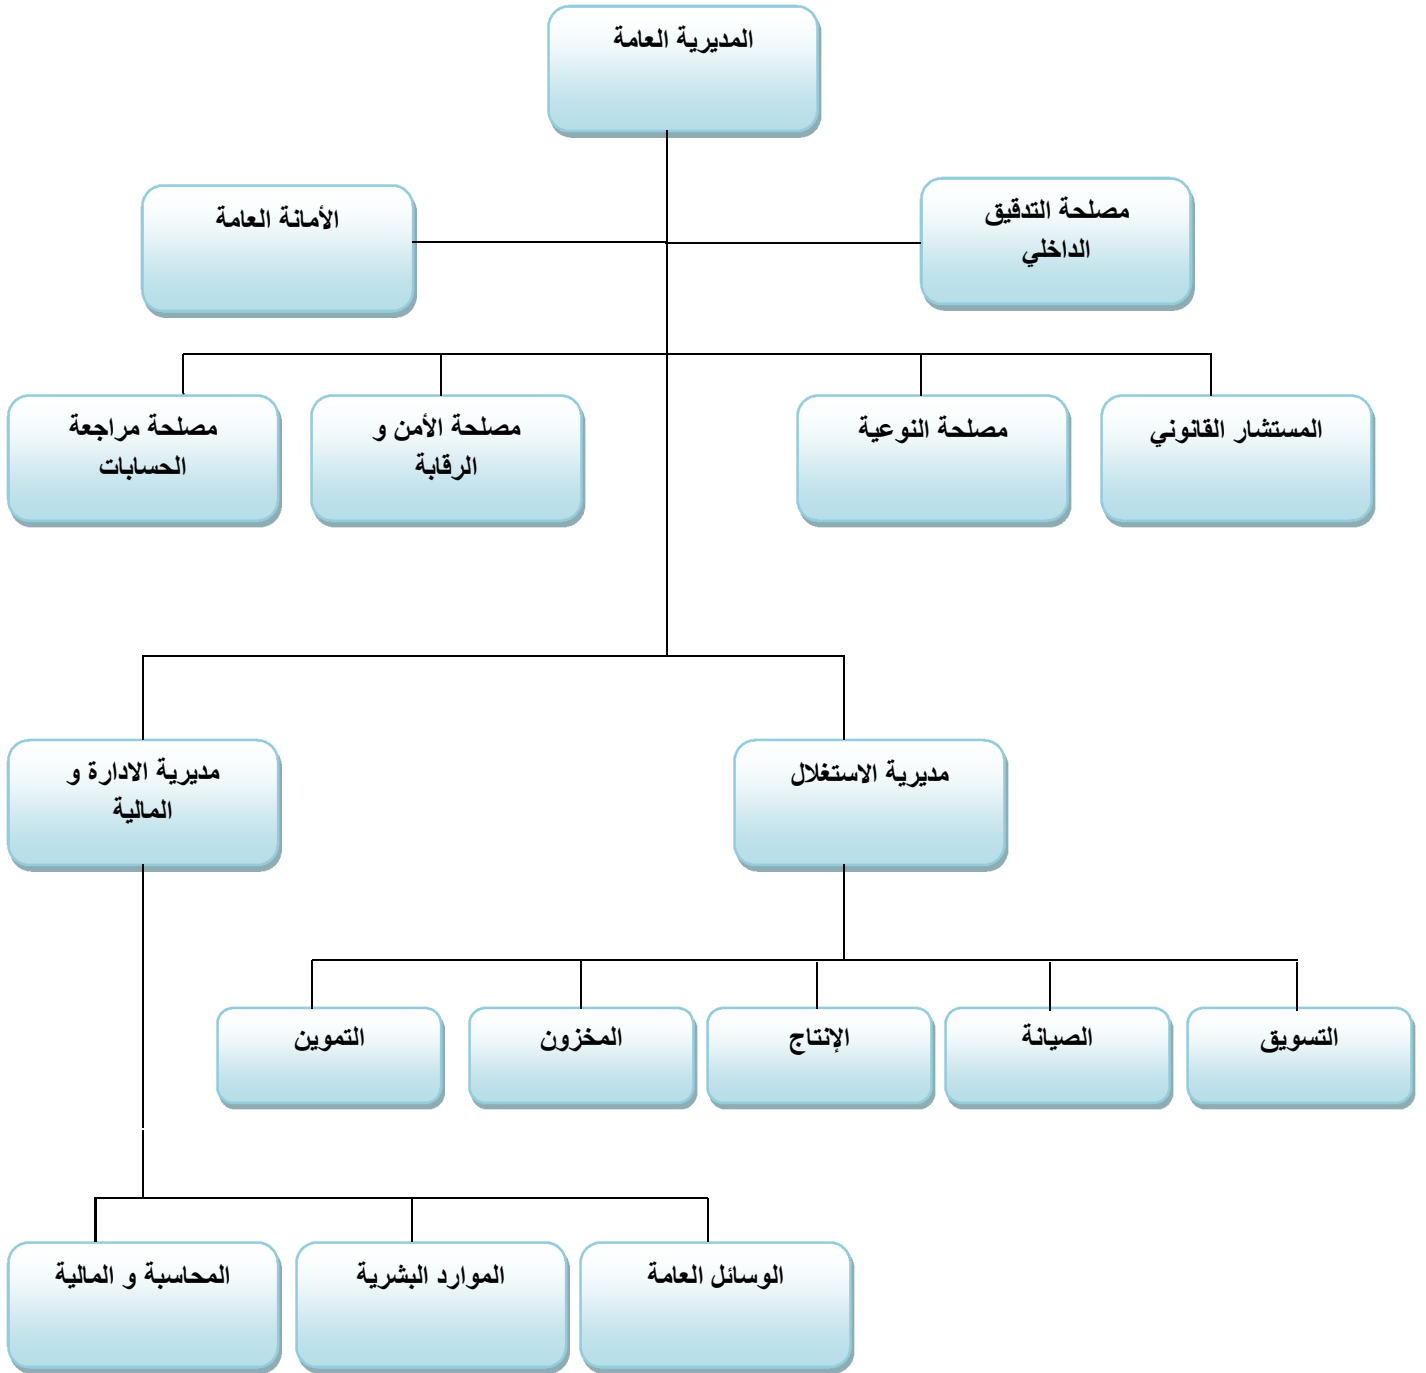 المديرية العامة
مصلحة التدقيق
الداخلي
الأمانة العامة
المستشار القانوني
مصلحة النوعية
مصلحة الأمن و
الرقابة
مصلحة مراجعة
الحسابات
مديرية الاستغلال
مديرية الادارة و
المالية
التسويق
الصيانة
الإنتاج
المخزون
التموين
الوسائل العامة
الموارد البشرية
المحاسبة و المالية